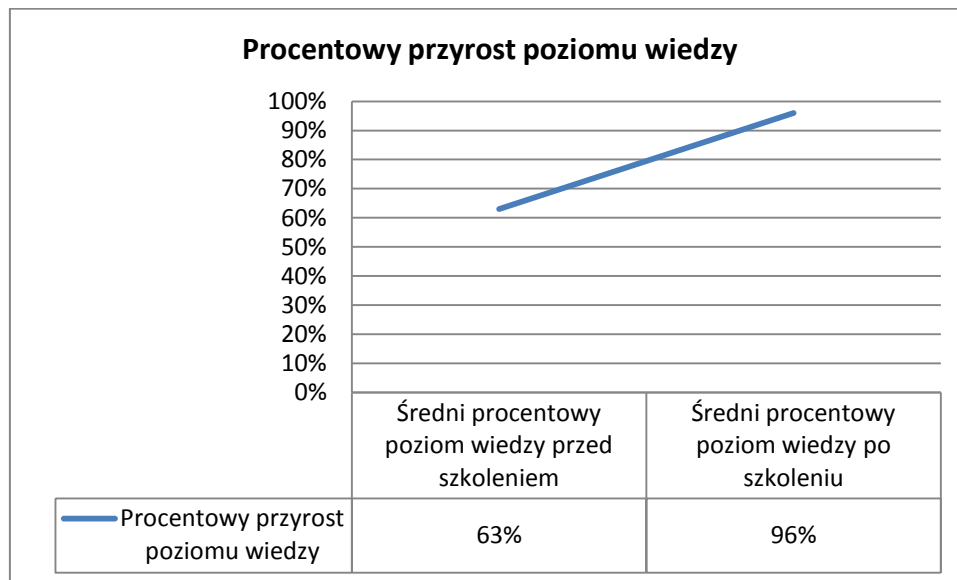 Procentowy przyrost poziomu wiedzy
100%
90%
80%
70%
60%
50%
40%
30%
20%
10%
0%
Średni procentowy
poziom wiedzy przed
szkoleniem
Średni procentowy
poziom wiedzy po
szkoleniu
Procentowy przyrost
poziomu wiedzy
63%
96%